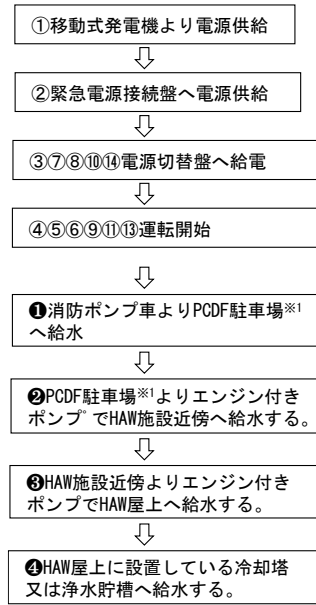 ①移動式発電機より電源供給
②緊急電源接続盤へ電源供給
③⑦⑧⑩⑭電源切替盤へ給電
④⑤⑥⑨⑪⑬運転開始
❶消防ポンプ車よりPCDF駐車場※1
へ給水
❷PCDF駐車場※1よりエンジン付き
ポンプﾟでHAW施設近傍へ給水する。
❸HAW施設近傍よりエンジン付き
ポンプでHAW屋上へ給水する。
❹HAW屋上に設置している冷却塔
又は浄水貯槽へ給水する。